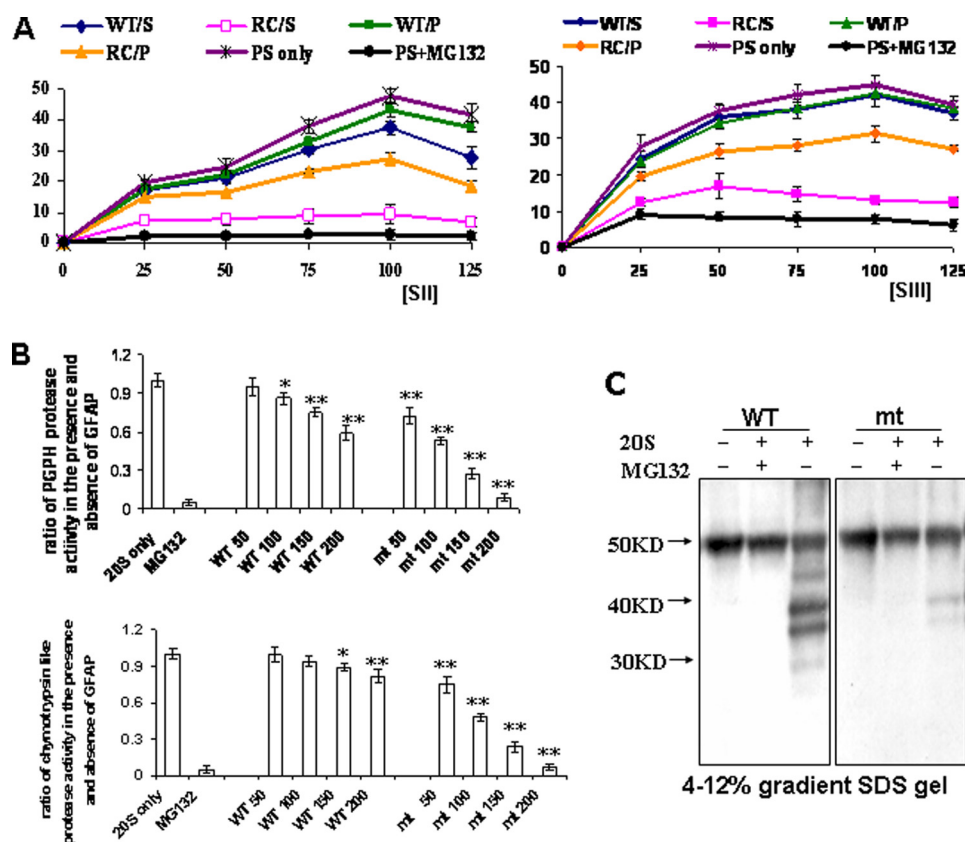 A
WT/S RC/S WT/P
RC/P PS only PS+MG132
50
40
30
20
10
0
0 25 50 75 100 125
[SII]
WT/S RC/S WT/P
RC/P PS only PS+MG132
50
40
30
20
10
0
0 25 50 75 100 125
[SIII]
B
ratio of PGPH protease
activity in the presence and
absence of GFAP
1.2
0.9
0.6
0.3
0
* ** ** ** ** ** **
20S only MG132 WT 50 WT 100 WT 150 WT 200 mt 50 mt 100 mt 150 mt 200
ratio of chymotrypsin like
protease activity in the presence
and absence of GFAP
1.2
0.9
0.6
0.3
0
* ** ** ** ** **
20S only MG132 WT 50 WT 100 WT 150 WT 200 mt 50 mt 100 mt 150 mt 200
C
WT mt
20S - + + - + +
MG132 - + - - + -
50KD
40KD
30KD
4-12% gradient SDS gel